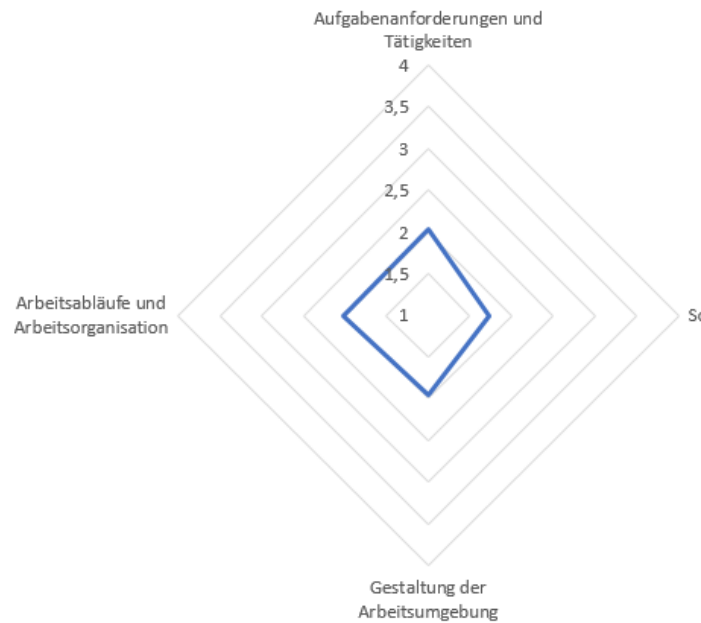 Aufgabenanforderungen und
Tätigkeiten
4
3,5
3
2,5
2
1,5
1
Arbeitsabläufe und
Arbeitsorganisation
Gestaltung der
Arbeitsumgebung